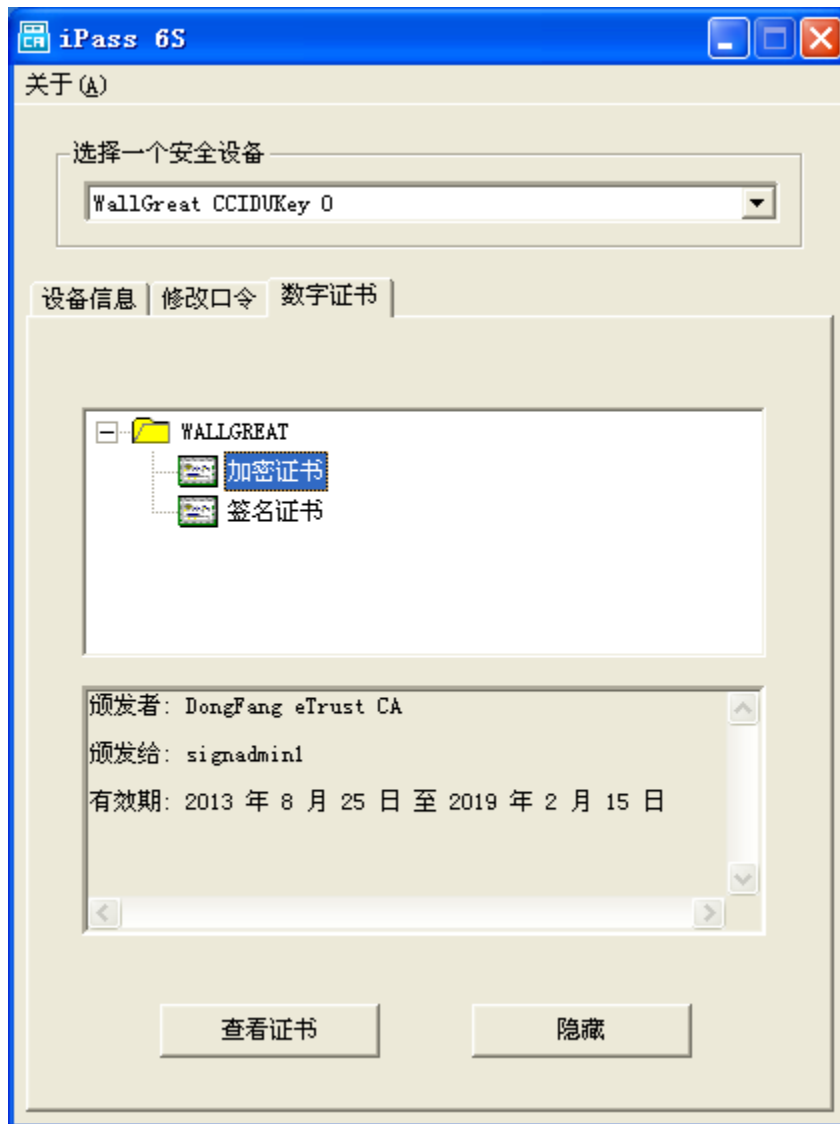 iPass 6S
关于(A)
选择一个安全设备
WallGreat CCIDUKey 0
设备信息 修改口令 数字证书
WALLGREAT
加密证书
签名证书
颁发者: DongFang eTrust CA
颁发给: signadmin1
有效期: 2013 年 8 月 25 日 至 2019 年 2 月 15 日
查看证书 隐藏